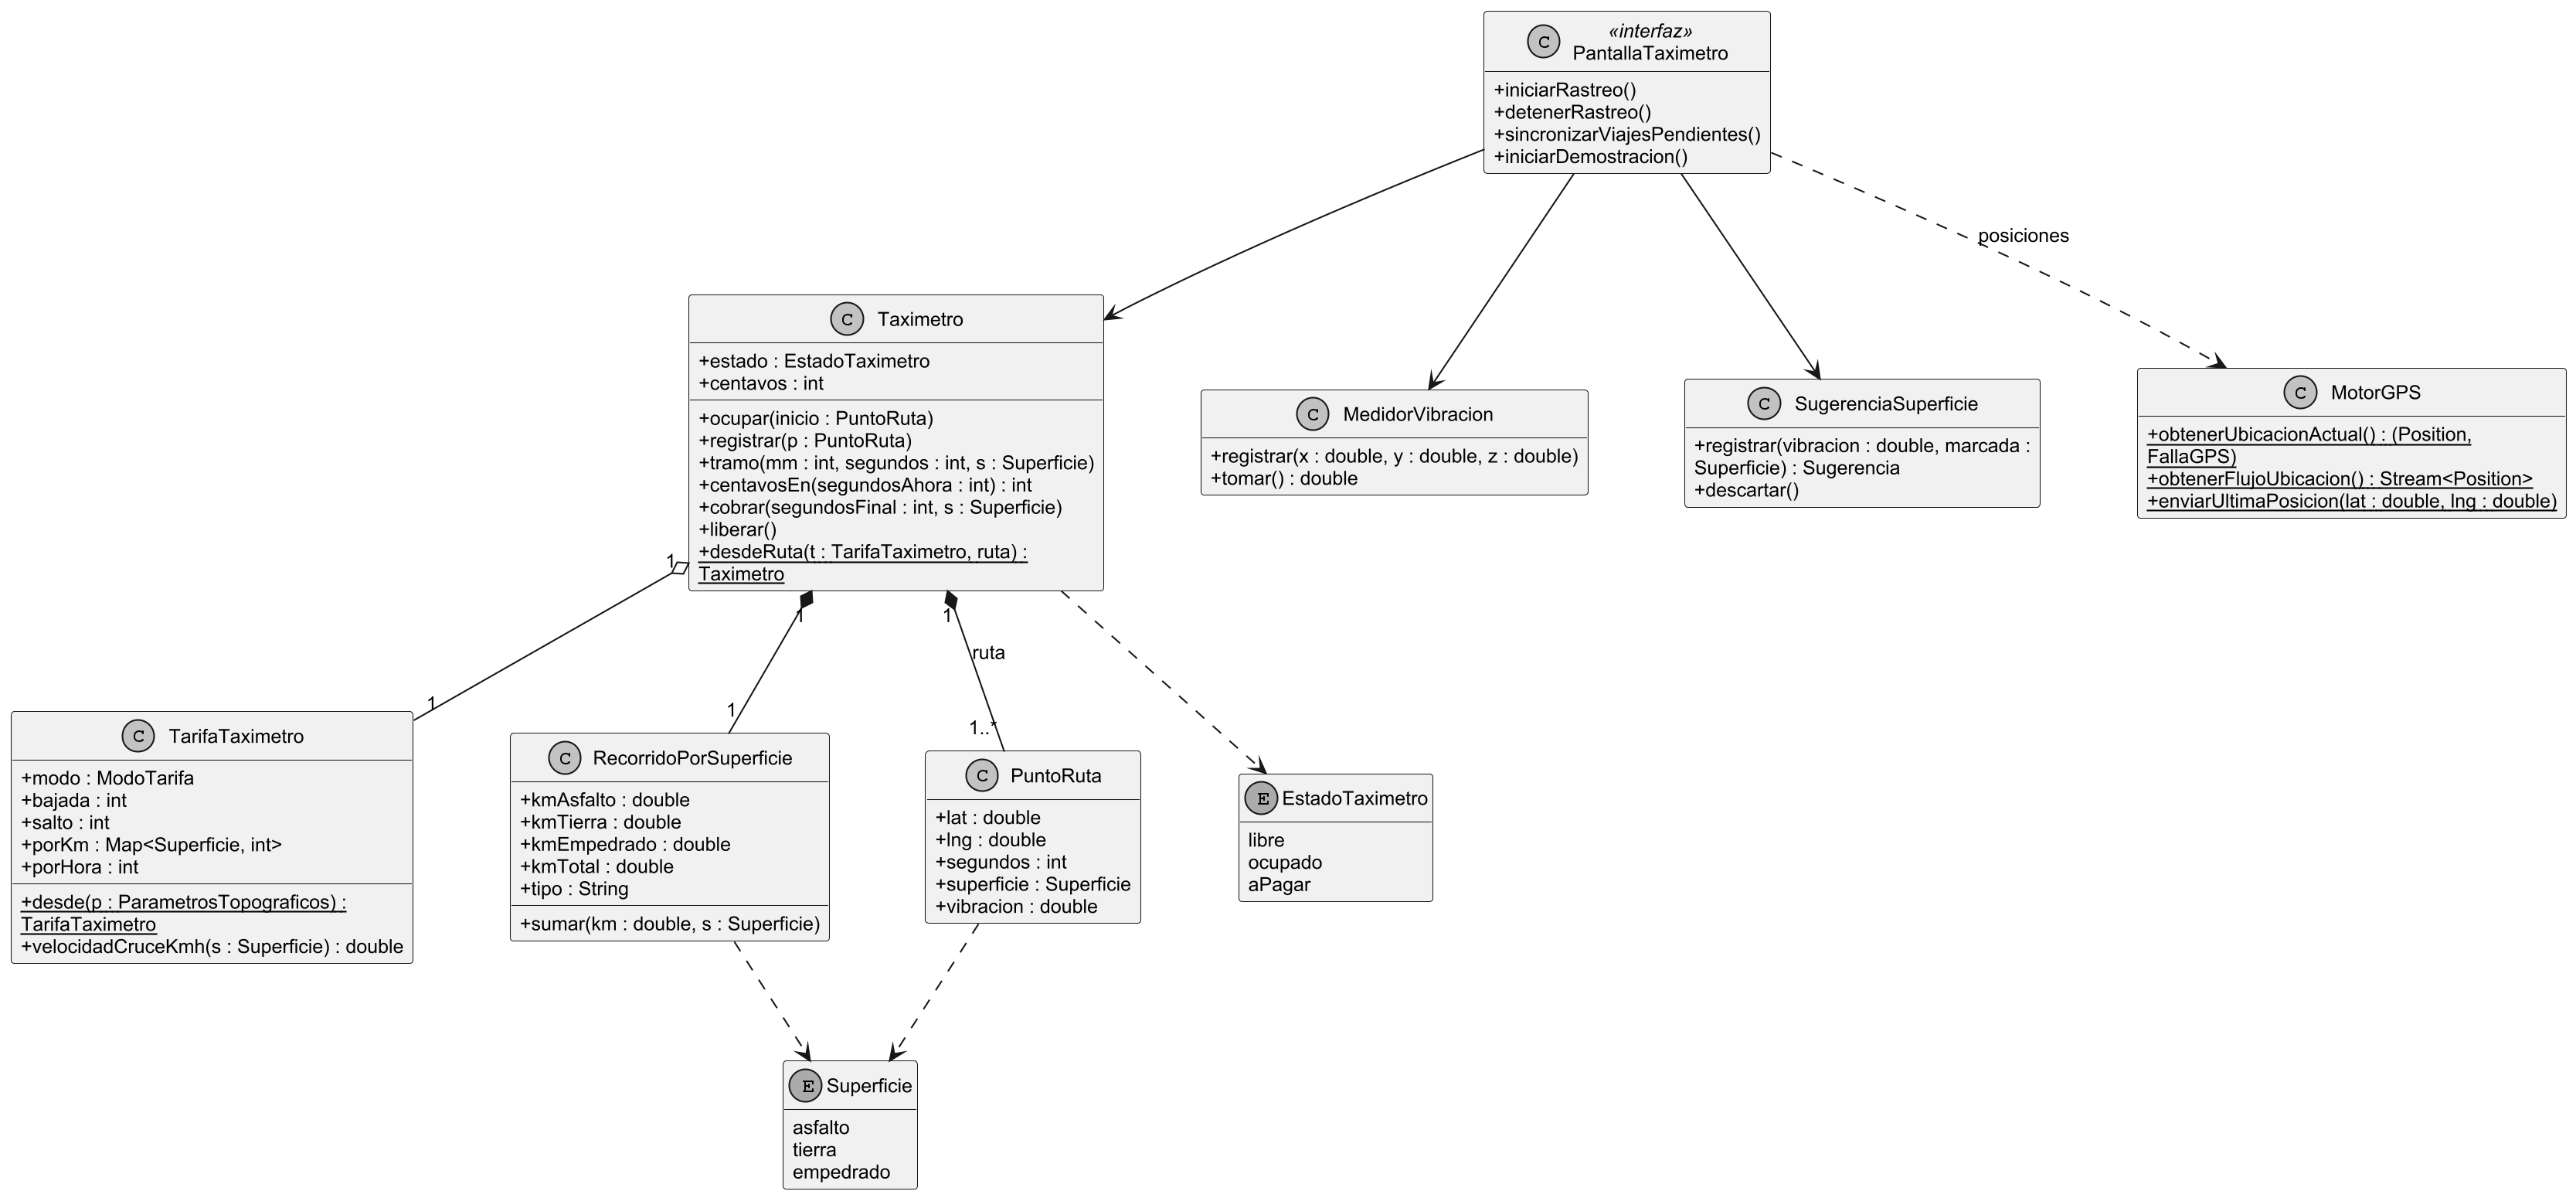 C
«interfaz»
PantallaTaximetro
+iniciarRastreo()
+detenerRastreo()
+sincronizarViajesPendientes()
+iniciarDemostracion()
posiciones
C
Taximetro
+estado : EstadoTaximetro
+centavos : int
+ocupar(inicio : PuntoRuta)
+registrar(p : PuntoRuta)
+tramo(mm : int, segundos : int, s : Superficie)
+centavosEn(segundosAhora : int) : int
+cobrar(segundosFinal : int, s : Superficie)
+liberar()
+desdeRuta(t : TarifaTaximetro, ruta) :
Taximetro
C
MedidorVibracion
+registrar(x : double, y : double, z : double)
+tomar() : double
C
SugerenciaSuperficie
+registrar(vibracion : double, marcada :
Superficie) : Sugerencia
+descartar()
C
MotorGPS
+obtenerUbicacionActual() : (Position,
FallaGPS)
+obtenerFlujoUbicacion() : Stream<Position>
+enviarUltimaPosicion(lat : double, lng : double)
1
1
1
ruta
1
1
1..*
C
TarifaTaximetro
+modo : ModoTarifa
+bajada : int
+salto : int
+porKm : Map<Superficie, int>
+porHora : int
+desde(p : ParametrosTopograficos) :
TarifaTaximetro
+velocidadCruceKmh(s : Superficie) : double
C
RecorridoPorSuperficie
+kmAsfalto : double
+kmTierra : double
+kmEmpedrado : double
+kmTotal : double
+tipo : String
+sumar(km : double, s : Superficie)
C
PuntoRuta
+lat : double
+lng : double
+segundos : int
+superficie : Superficie
+vibracion : double
E
EstadoTaximetro
libre
ocupado
aPagar
E
Superficie
asfalto
tierra
empedrado